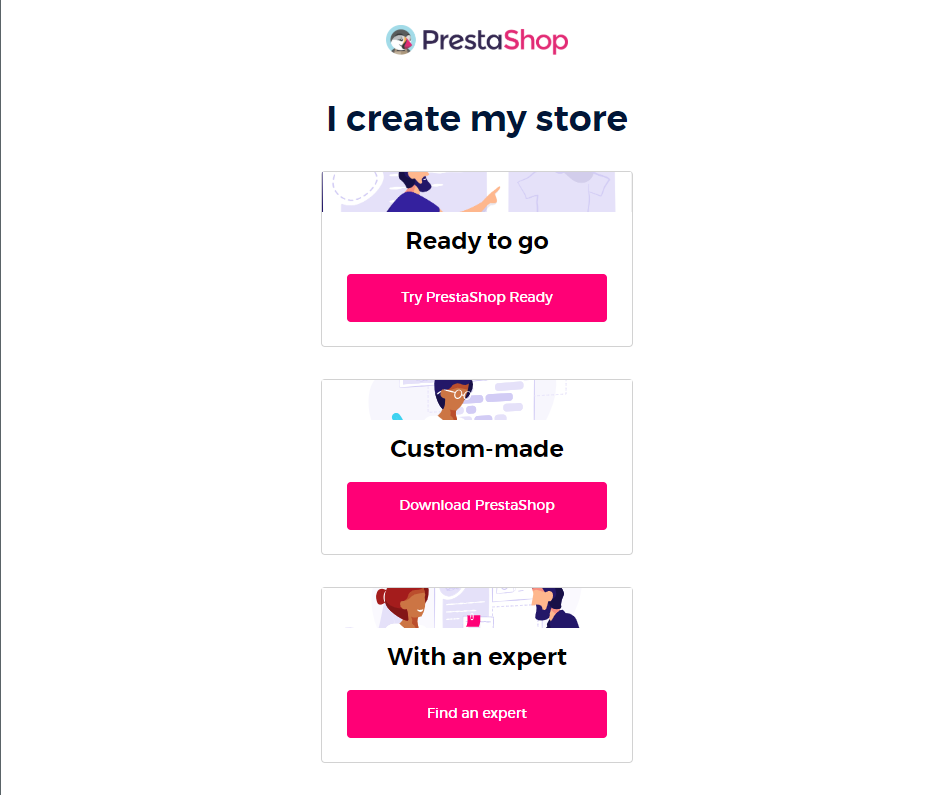 PrestaShop
I create my store
Ready to go
Try PrestaShop Ready
Custom-made
Download PrestaShop
With an expert
Find an expert